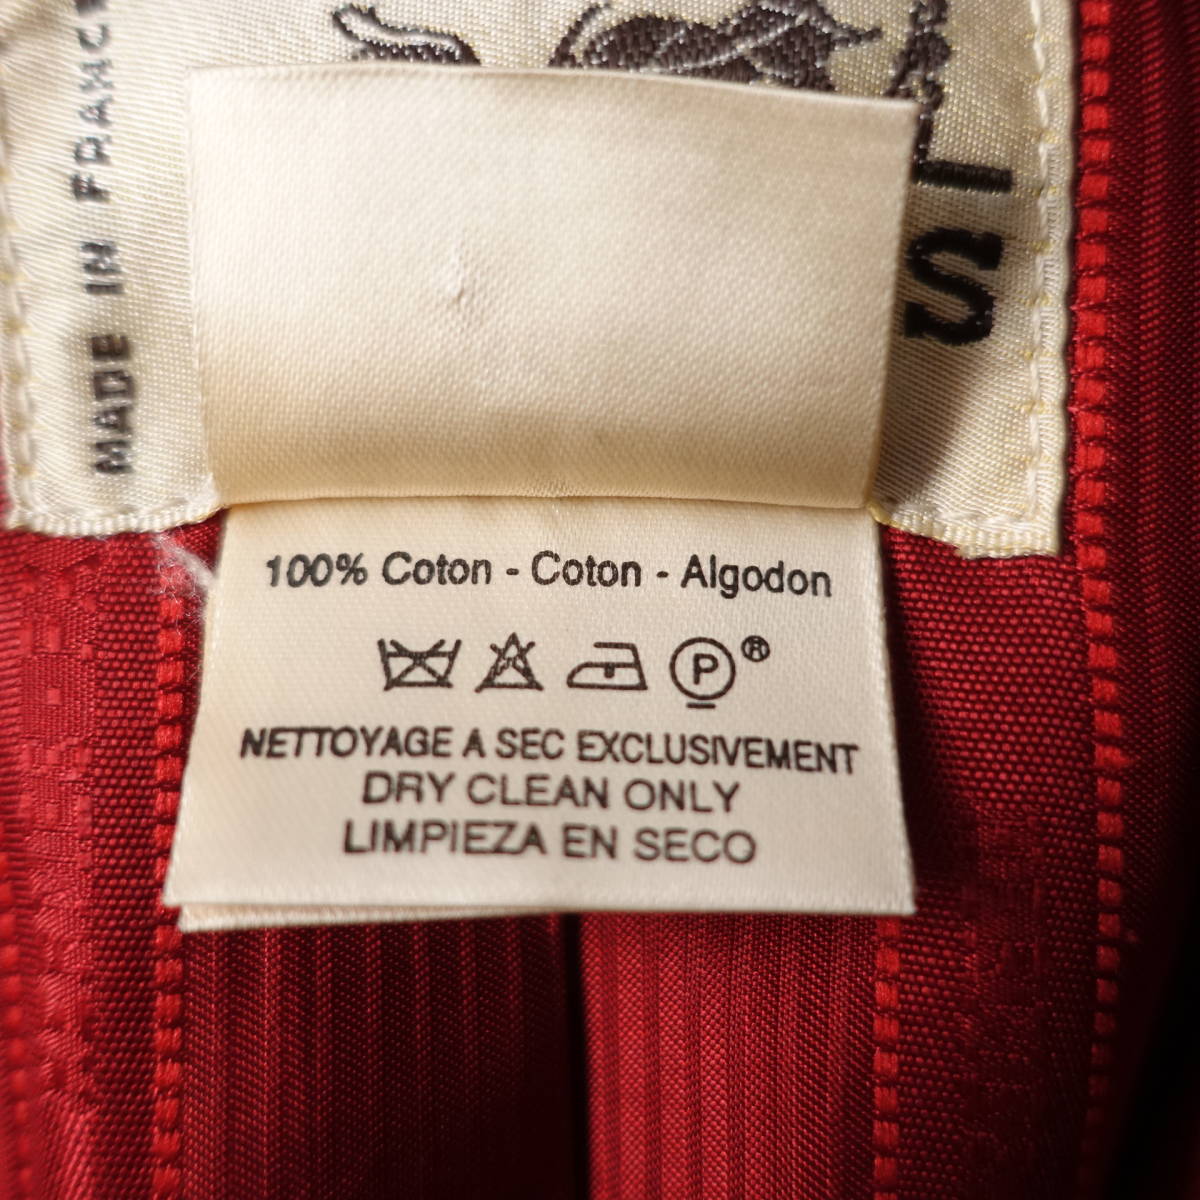 MADE IN FRANCE
100% Coton - Coton - Algodon
P®
NETTOYAGE A SEC EXCLUSIVEMENT
DRY CLEAN ONLY
LIMPIEZA EN SECO